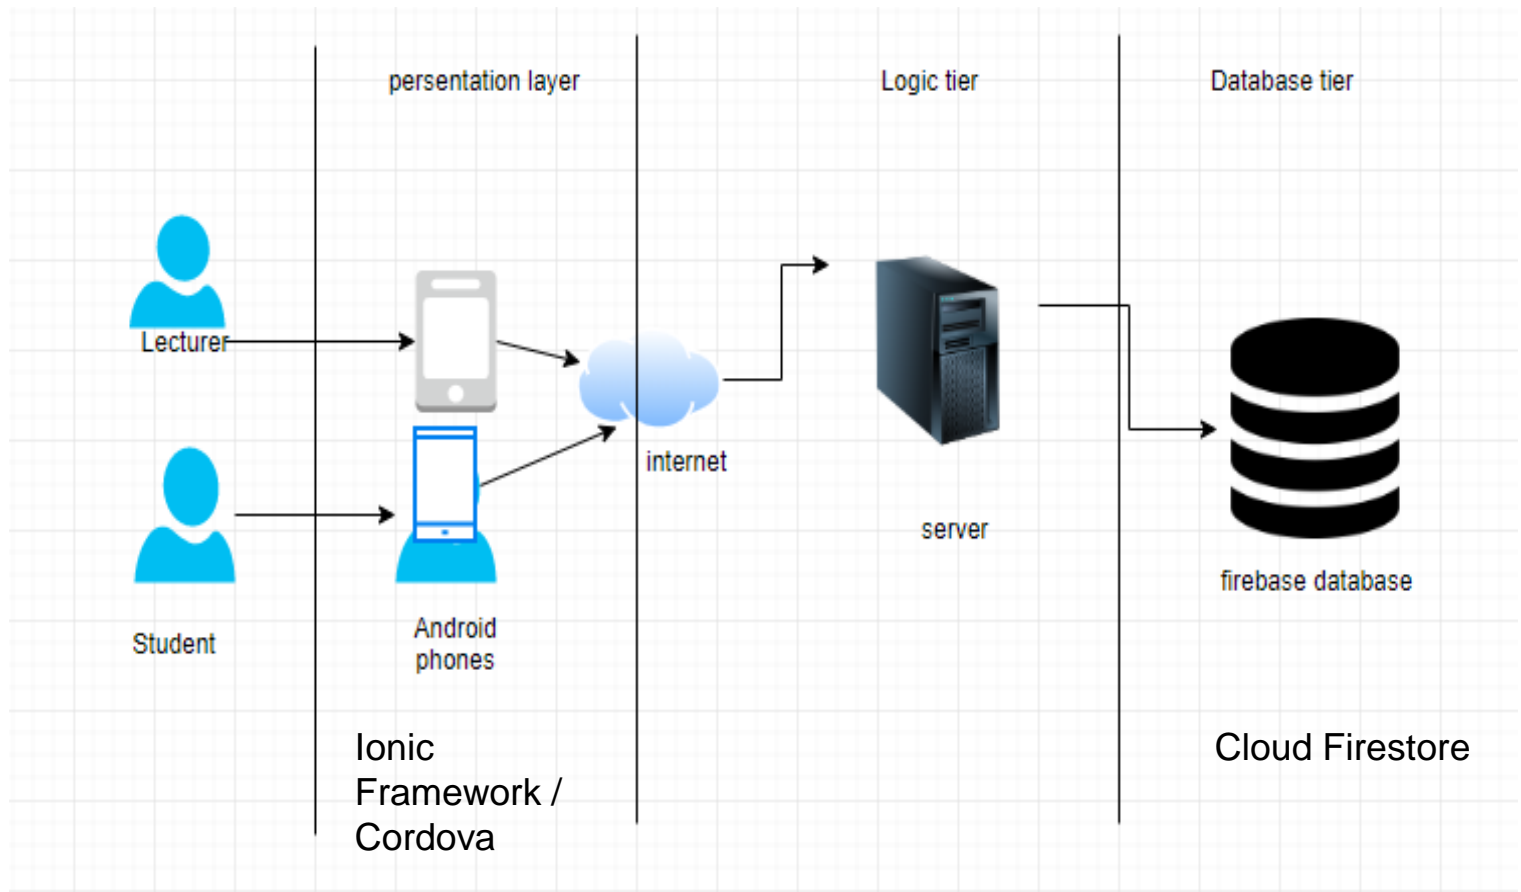 persentation layer
Logic tier
Database tier
Lecturer
internet
server
firebase database
Student
Android
phones
Ionic
Framework /
Cordova
Cloud Firestore